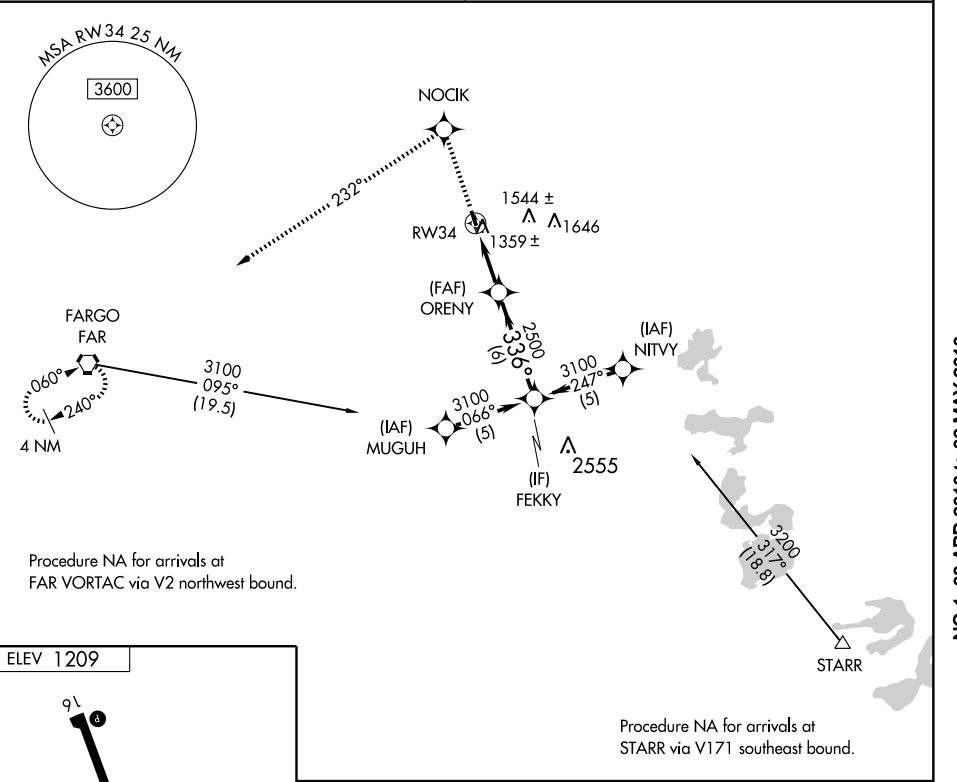 MSA RW34 25 NM
3600
NOCIK
232°
1544 ±
1646
RW34
1359 ±
(FAF)
ORENY
2500
336°
(6)
(IAF)
NITVY
3100
247°
(5)
FARGO
FAR
060°
240°
4 NM
3100
095°
(19.5)
3100
066°
(5)
(IAF)
MUGUH
2555
(IF)
FEKKY
3200
317°
(18.8)
STARR
Procedure NA for arrivals at
FAR VORTAC via V2 northwest bound.
ELEV 1209
16
P
Procedure NA for arrivals at
STARR via V171 southeast bound.